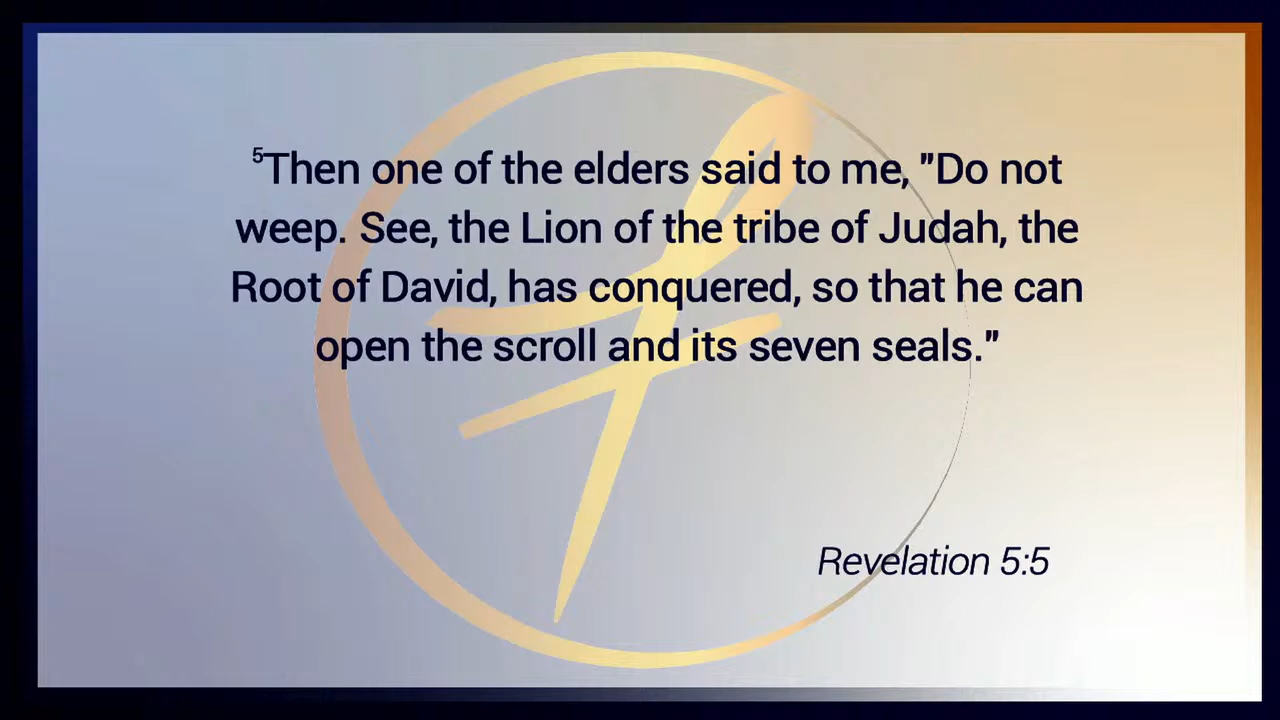 ⁵Then one of the elders said to me, "Do not
weep. See, the Lion of the tribe of Judah, the
Root of David, has conquered, so that he can
open the scroll and its seven seals."
Revelation 5:5